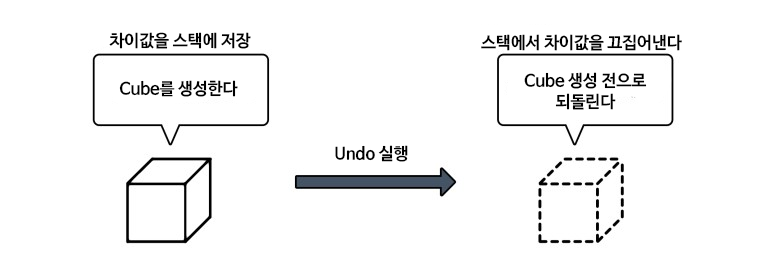 차이값을 스택에 저장
Cube를 생성한다
Undo 실행
스택에서 차이값을 끄집어낸다
Cube 생성 전으로
되돌린다